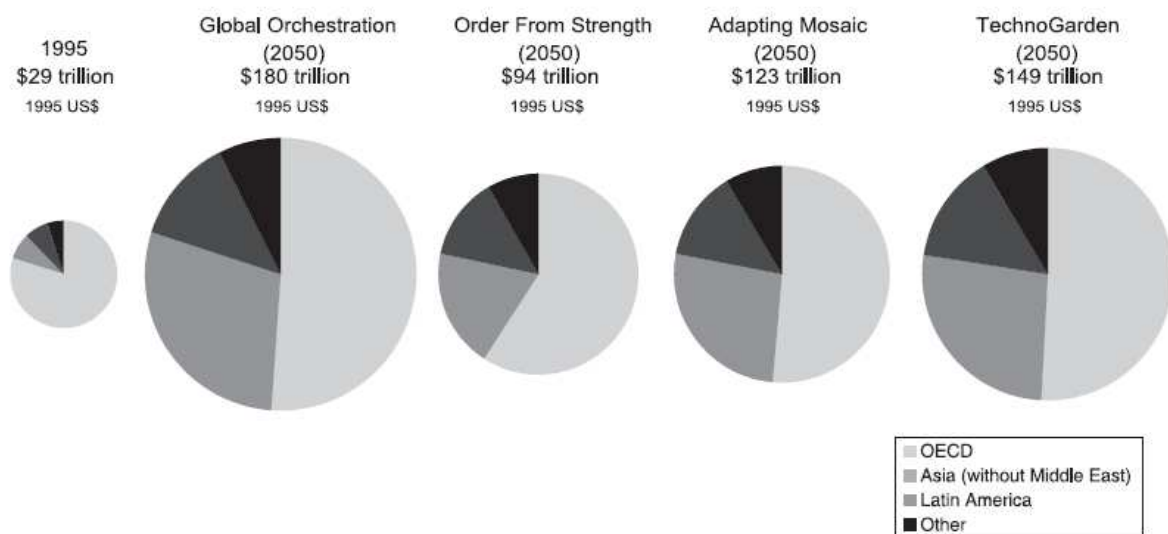 1995
$29 trillion
1995 US$
Global Orchestration
(2050)
$180 trillion
1995 US$
Order From Strength
(2050)
$94 trillion
1995 US$
Adapting Mosaic
(2050)
$123 trillion
1995 US$
TechnoGarden
(2050)
$149 trillion
1995 US$
OECD
Asia (without Middle East)
Latin America
Other